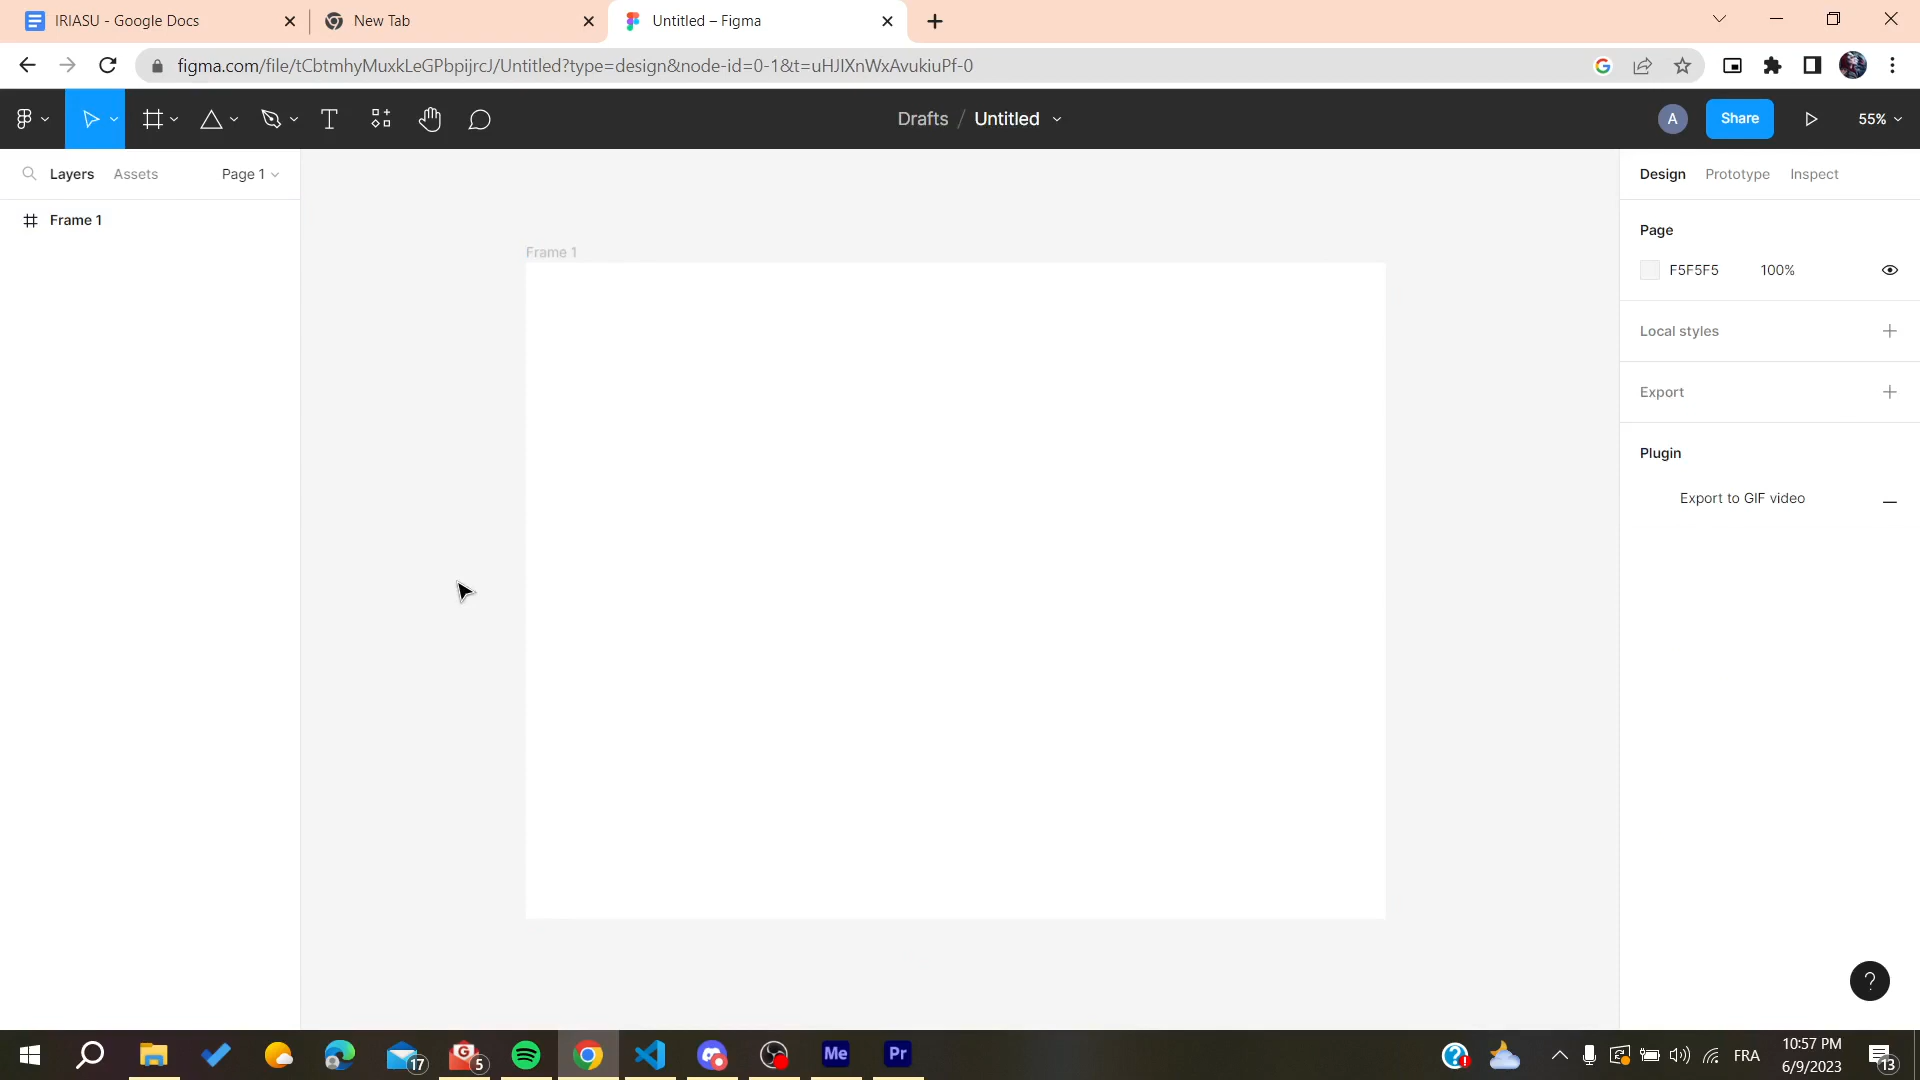 IRIASU - Google Docs
New Tab
Untitled – Figma
figma.com/file/tCbtmhyMuxkLeGPbpijrcJ/Untitled?type=design&node-id=0-1&t=uHJIXnWxAvukiuPf-0
Drafts / Untitled
A
Share
55%
Layers
Assets
Page 1
Design
Prototype
Inspect
Frame 1
Frame 1
Page
F5F5F5
100%
Local styles
Export
Plugin
Export to GIF video
?
17
5
Me
Pr
FRA
10:57 PM
6/9/2023
13